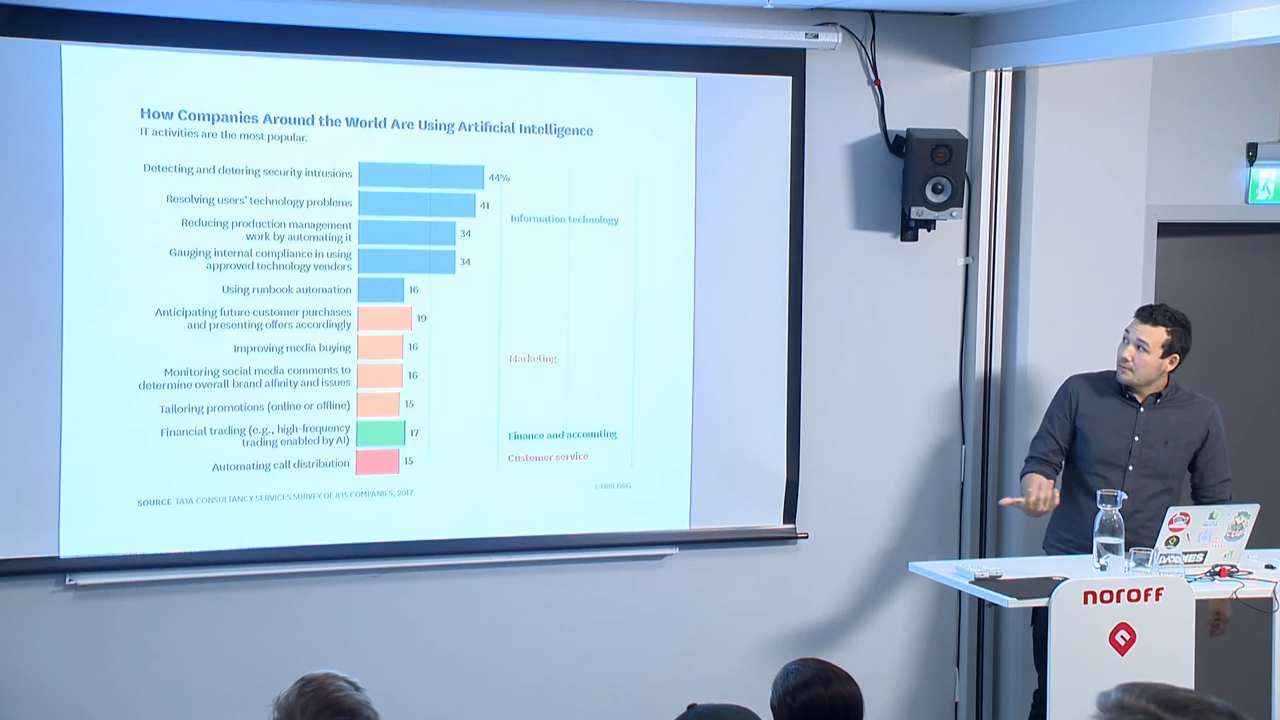 How Companies Around the World Are Using Artificial Intelligence
IT activities are the most popular.
Detecting and detering security intrusions
44%
Resolving users' technology problems
41
Information technology
Reducing production management
work by automating it
34
Gauging internal compliance in using
approved technology vendors
34
Using runbook automation
16
Anticipating future customer purchases
and presenting offers accordingly
19
Improving media buying
16
Marketing
Monitoring social media comments to
determine overall brand affinity and issues
16
Tailoring promotions (online or offline)
15
Financial trading (e.g., high-frequency
trading enabled by AI)
17
Finance and accounting
Automating call distribution
15
Customer service
SOURCE TATA CONSULTANCY SERVICES SURVEY OF 835 COMPANIES, 2017
© HBR.ORG
noroff